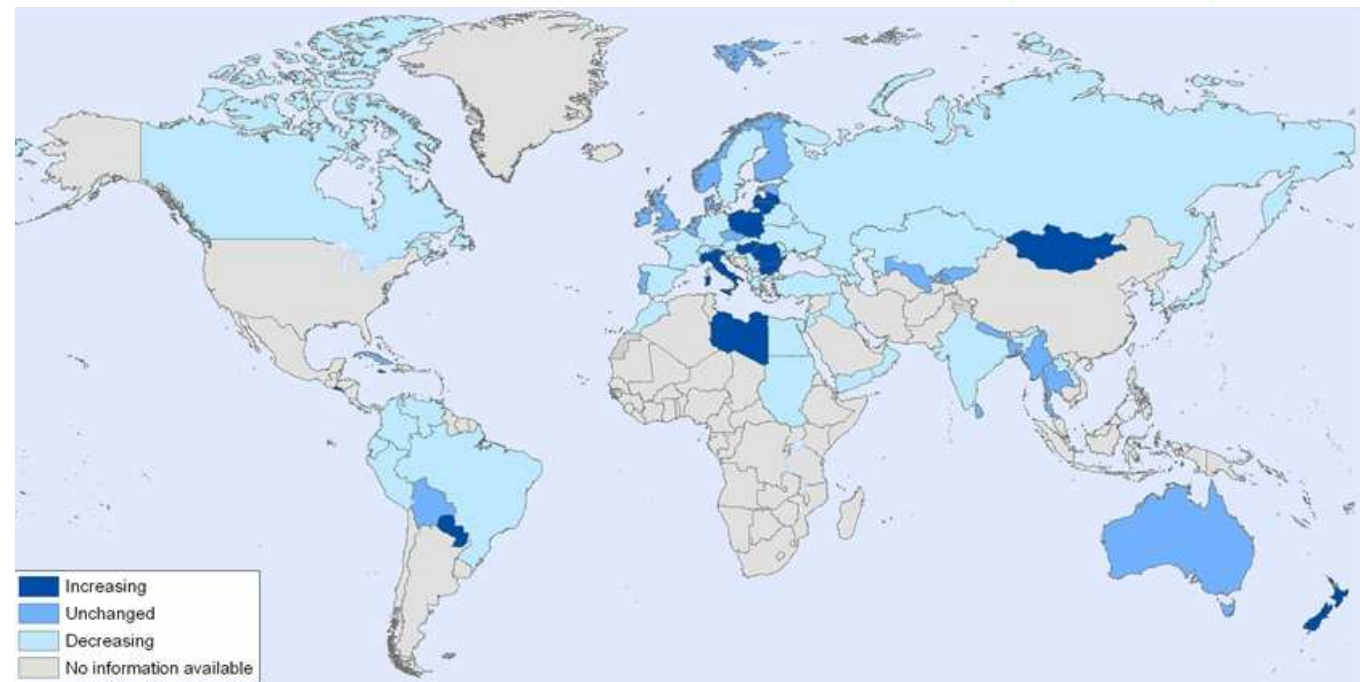 Increasing
Unchanged
Decreasing
No information available